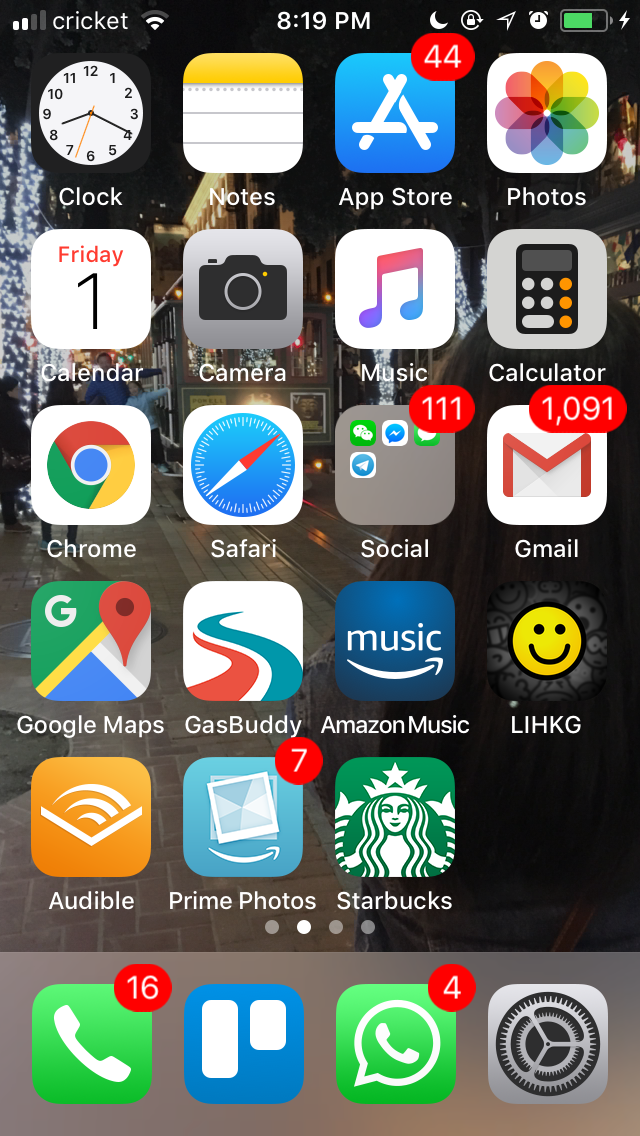 cricket 8:19 PM
44
12
11 1
10 2
9 3
8 4
7 5
6
Clock Notes App Store Photos
Friday
1
Calendar Camera Music Calculator
111 1,091
Chrome Safari Social Gmail
G
music
Google Maps GasBuddy Amazon Music LIHKG
7
Audible Prime Photos Starbucks
16 4